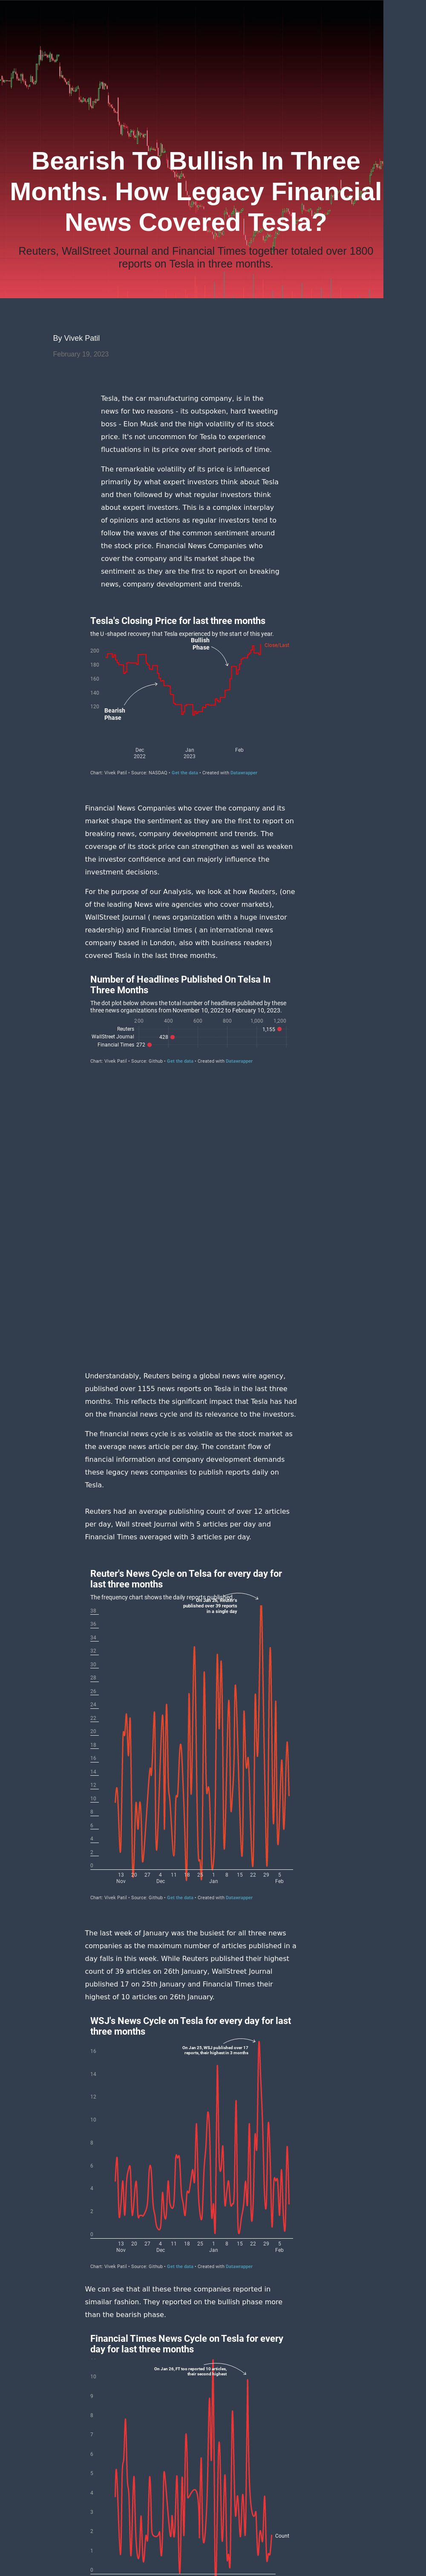 Bearish To Bullish In Three
Months. How Legacy Financial
News Covered Tesla?
Reuters, WallStreet Journal and Financial Times together totaled over 1800
reports on Tesla in three months.
By Vivek Patil
February 19, 2023
Tesla, the car manufacturing company, is in the
news for two reasons - its outspoken, hard tweeting
boss - Elon Musk and the high volatility of its stock
price. It's not uncommon for Tesla to experience
fluctuations in its price over short periods of time.
The remarkable volatility of its price is influenced
primarily by what expert investors think about Tesla
and then followed by what regular investors think
about expert investors. This is a complex interplay
of opinions and actions as regular investors tend to
follow the waves of the common sentiment around
the stock price. Financial News Companies who
cover the company and its market shape the
sentiment as they are the first to report on breaking
news, company development and trends.
Tesla's Closing Price for last three months
the U -shaped recovery that Tesla experienced by the start of this year.
Bullish
Phase
Close/Last
200
180
160
140
120
Bearish
Phase
Dec
2022
Jan
2023
Feb
Chart: Vivek Patil • Source: NASDAQ • Get the data • Created with Datawrapper
Financial News Companies who cover the company and its
market shape the sentiment as they are the first to report on
breaking news, company development and trends. The
coverage of its stock price can strengthen as well as weaken
the investor confidence and can majorly influence the
investment decisions.
For the purpose of our Analysis, we look at how Reuters, (one
of the leading News wire agencies who cover markets),
WallStreet Journal ( news organization with a huge investor
readership) and Financial times ( an international news
company based in London, also with business readers)
covered Tesla in the last three months.
Number of Headlines Published On Telsa In
Three Months
The dot plot below shows the total number of headlines published by these
three news organizations from November 10, 2022 to February 10, 2023.
200 400 600 800 1,000 1,200
Reuters 1,155
WallStreet Journal 428
Financial Times 272
Chart: Vivek Patil • Source: Github • Get the data • Created with Datawrapper
Understandably, Reuters being a global news wire agency,
published over 1155 news reports on Tesla in the last three
months. This reflects the significant impact that Tesla has had
on the financial news cycle and its relevance to the investors.
The financial news cycle is as volatile as the stock market as
the average news article per day. The constant flow of
financial information and company development demands
these legacy news companies to publish reports daily on
Tesla.
Reuters had an average publishing count of over 12 articles
per day, Wall street Journal with 5 articles per day and
Financial Times averaged with 3 articles per day.
Reuter's News Cycle on Telsa for every day for
last three months
The frequency chart shows the daily reports published
On Jan 26, Reuters
published over 39 reports
in a single day
38
36
34
32
30
28
26
24
22
20
18
16
14
12
10
8
6
4
2
0
13 20 27 4 11 18 25 1 8 15 22 29 5
Nov Dec Jan Feb
Chart: Vivek Patil • Source: Github • Get the data • Created with Datawrapper
The last week of January was the busiest for all three news
companies as the maximum number of articles published in a
day falls in this week. While Reuters published their highest
count of 39 articles on 26th January, WallStreet Journal
published 17 on 25th January and Financial Times their
highest of 10 articles on 26th January.
WSJ's News Cycle on Tesla for every day for last
three months
On Jan 25, WSJ published over 17
reports, their highest in 3 months
16
14
12
10
8
6
4
2
0
13 20 27 4 11 18 25 1 8 15 22 29 5
Nov Dec Jan Feb
Chart: Vivek Patil • Source: Github • Get the data • Created with Datawrapper
We can see that all these three companies reported in
simailar fashion. They reported on the bullish phase more
than the bearish phase.
Financial Times News Cycle on Tesla for every
day for last three months
On Jan 26, FT too reported 10 articles,
their second highest
10
9
8
7
6
5
4
3
2
1
0
Count